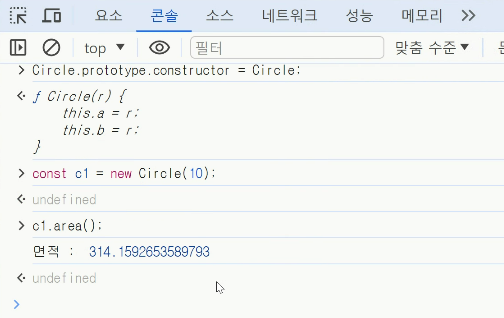 요소 콘솔 소스 네트워크 성능 메모리
top 필터 맞춤 수준
Circle.prototype.constructor = Circle;
ƒ Circle(r) {
this.a = r;
this.b = r;
}
const c1 = new Circle(10);
undefined
c1.area();
면적 : 314.1592653589793
undefined